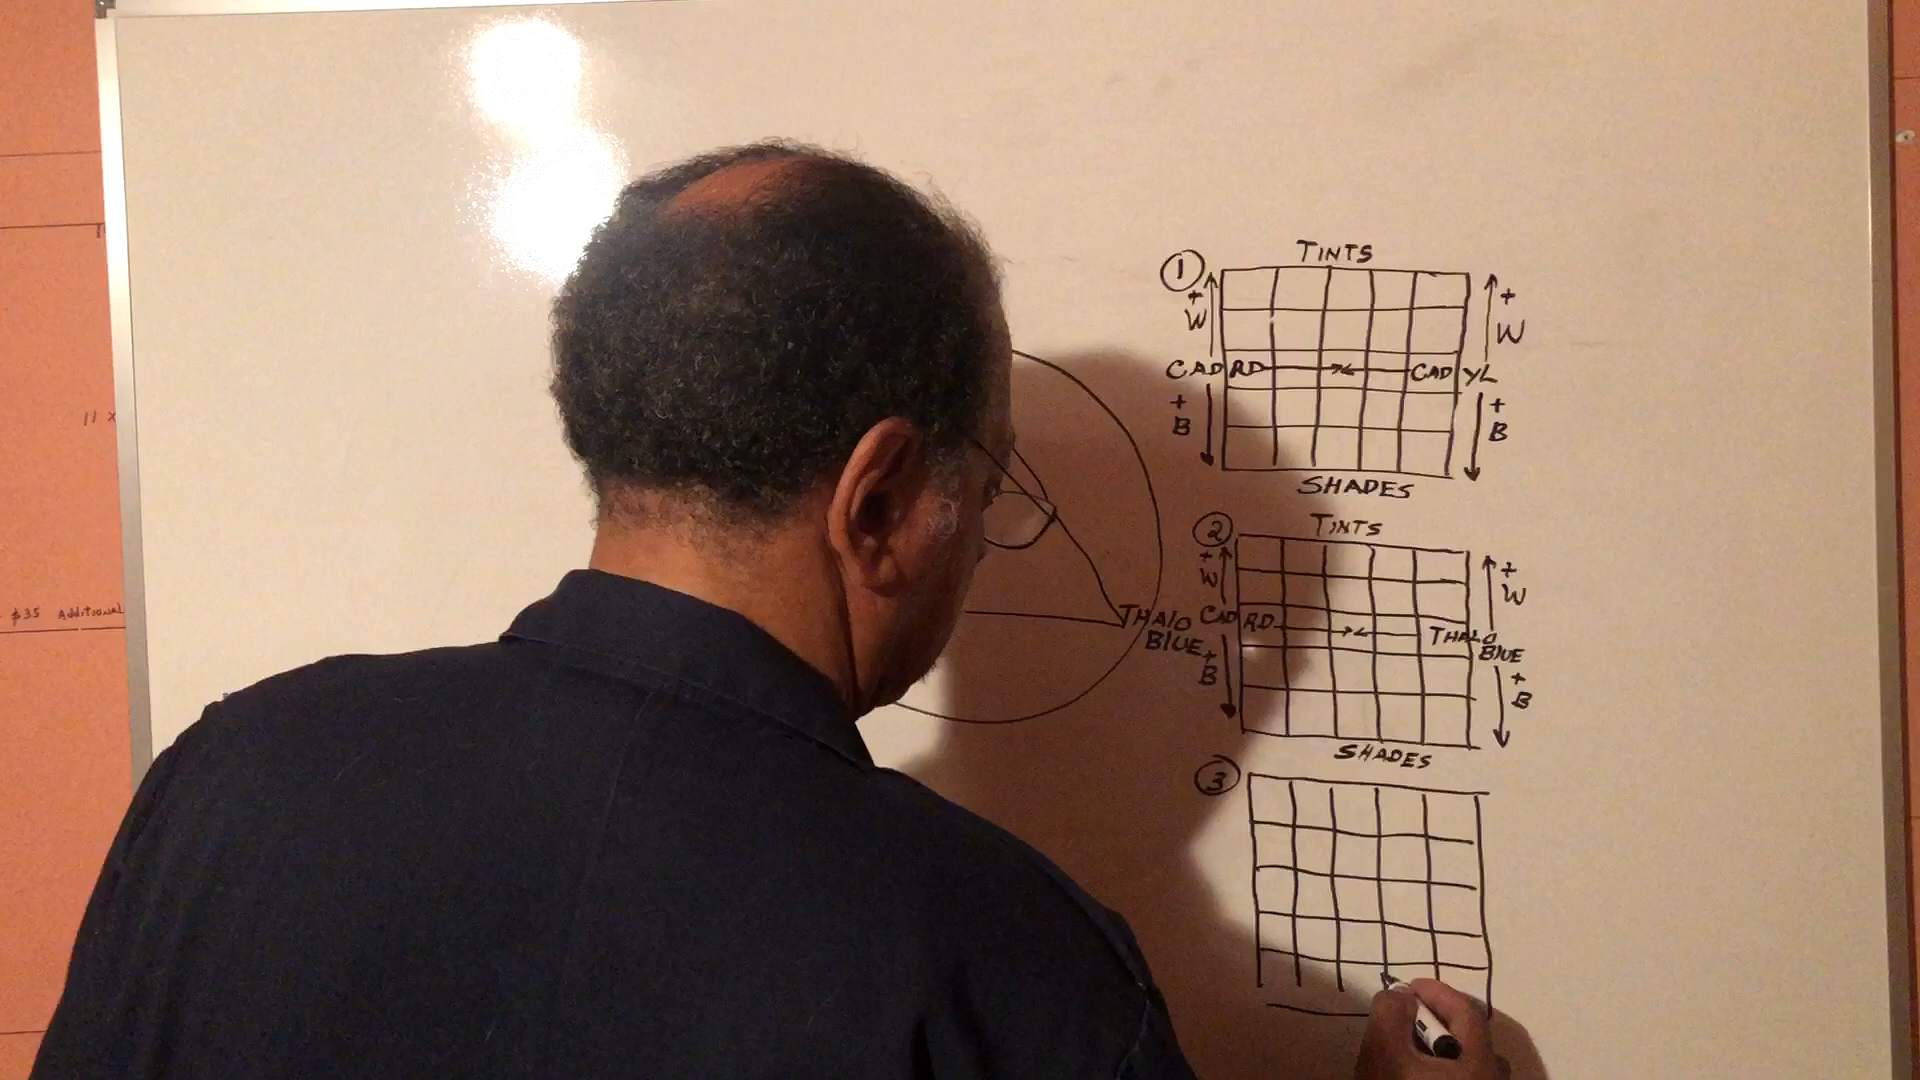 11 x
$35 Additional
THALO
BLUE
1
TINTS
+
W
+
W
CAD RD
CAD YL
+
B
+
B
SHADES
2
TINTS
+
W
+
W
CAD RD
THALO
BLUE
+
B
+
B
SHADES
3